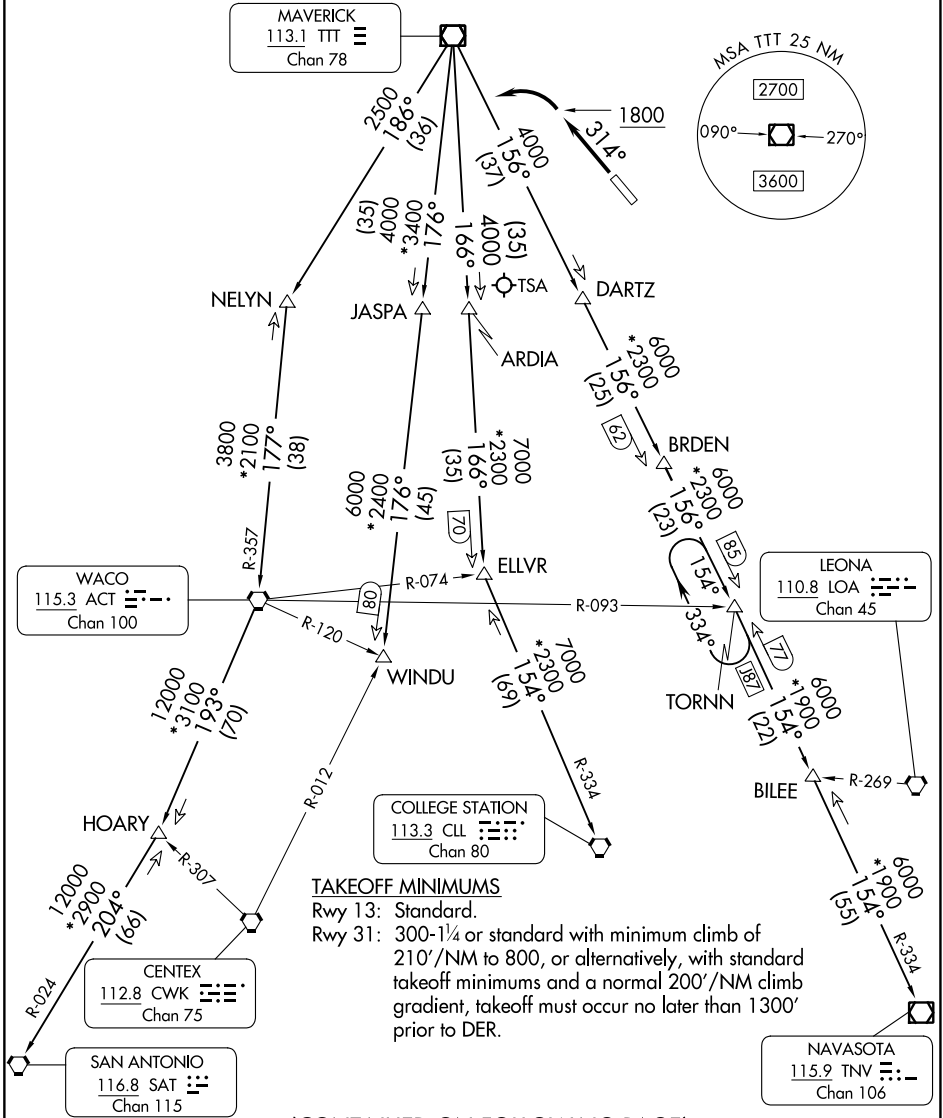 MAVERICK
113.1 TTT
Chan 78
MSA TTT 25 NM
2700
090°
270°
3600
1800
314°
2500
186°
(36)
(35)
4000
*3400
176°
(35)
4000
166°
4000
156°
(37)
TSA
NELYN
JASPA
ARDIA
DARTZ
6000
*2300
156°
(25)
62
BRDEN
3800
*2100
177°
(38)
R-357
6000
*2400
176°
(45)
80
7000
*2300
166°
(35)
70
ELLVR
6000
*2300
156°
(23)
85
154°
334°
LEONA
110.8 LOA
Chan 45
WACO
115.3 ACT
Chan 100
R-074
R-093
R-120
WINDU
TORNN
J87
77
6000
*1900
154°
(22)
12000
*3100
193°
(70)
7000
*2300
154°
(69)
R-334
BILEE
R-269
R-012
HOARY
R-307
COLLEGE STATION
113.3 CLL
Chan 80
6000
*1900
154°
(55)
R-334
12000
*2900
204°
(66)
R-024
CENTEX
112.8 CWK
Chan 75
TAKEOFF MINIMUMS
Rwy 13: Standard.
Rwy 31: 300-1¼ or standard with minimum climb of
210'/NM to 800, or alternatively, with standard
takeoff minimums and a normal 200'/NM climb
gradient, takeoff must occur no later than 1300'
prior to DER.
SAN ANTONIO
116.8 SAT
Chan 115
NAVASOTA
115.9 TNV
Chan 106